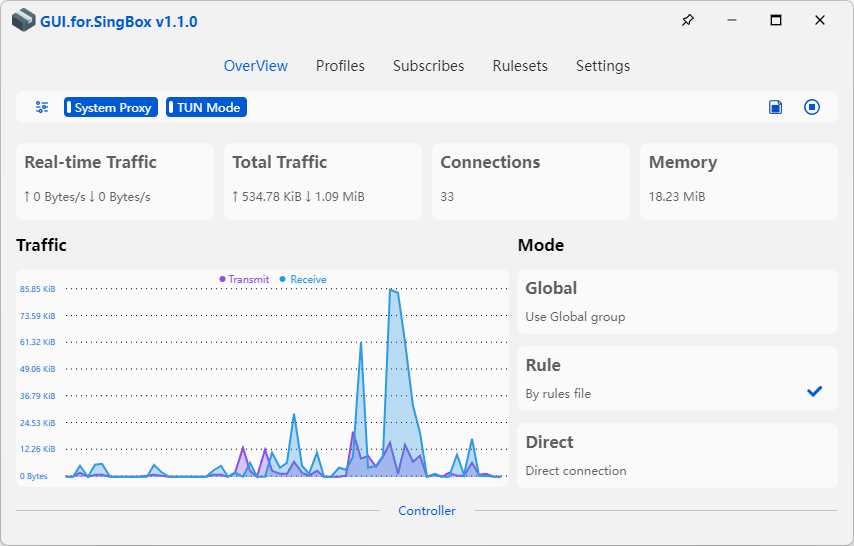 GUI.for.SingBox v1.1.0
OverView Profiles Subscribes Rulesets Settings
System Proxy TUN Mode
Real-time Traffic
↑ 0 Bytes/s ↓ 0 Bytes/s
Total Traffic
↑ 534.78 KiB ↓ 1.09 MiB
Connections
33
Memory
18.23 MiB
Traffic
Transmit Receive
85.85 KiB
73.59 KiB
61.32 KiB
49.06 KiB
36.79 KiB
24.53 KiB
12.26 KiB
0 Bytes
Mode
Global
Use Global group
Rule
By rules file
Direct
Direct connection
Controller